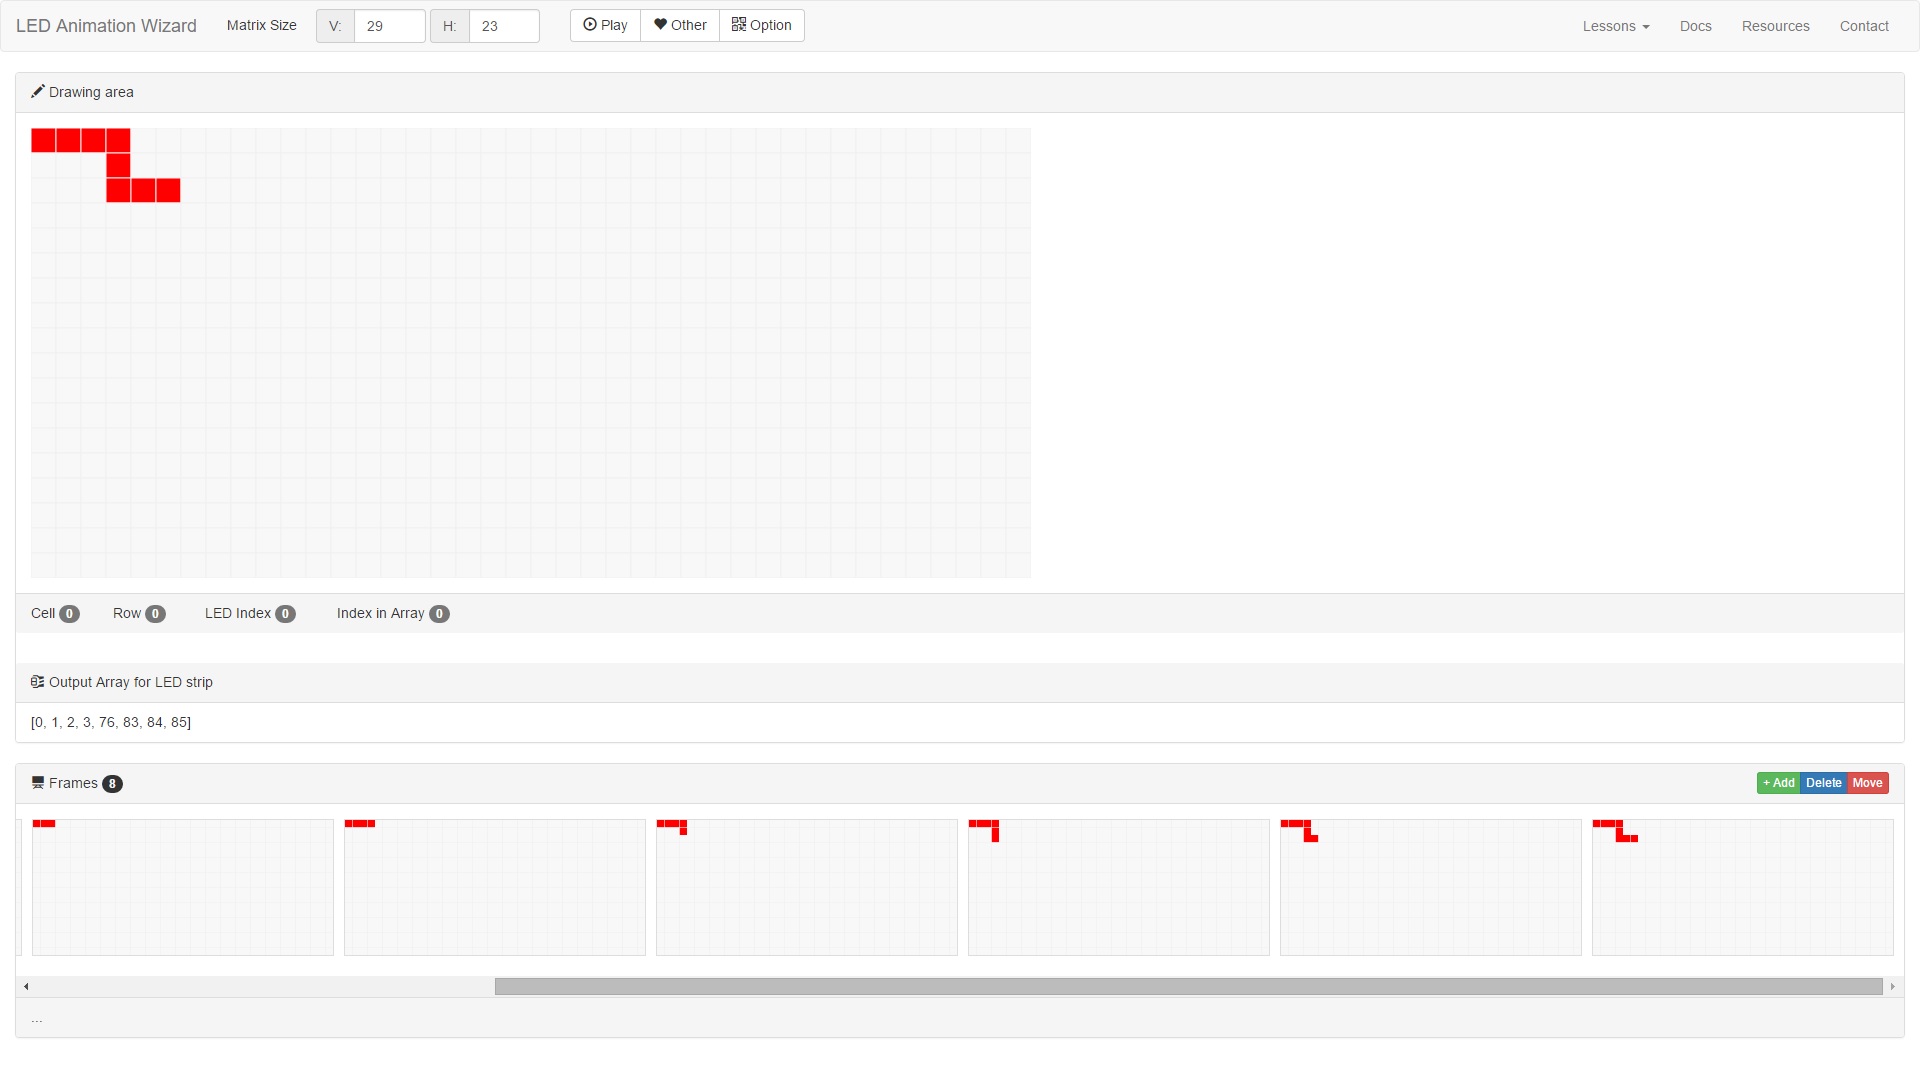 LED Animation Wizard Matrix Size V: 29 H: 23 Play Other Option Lessons Docs Resources Contact
Drawing area
Cell 0 Row 0 LED Index 0 Index in Array 0
Output Array for LED strip
[0, 1, 2, 3, 76, 83, 84, 85]
Frames 8 + Add Delete Move
...